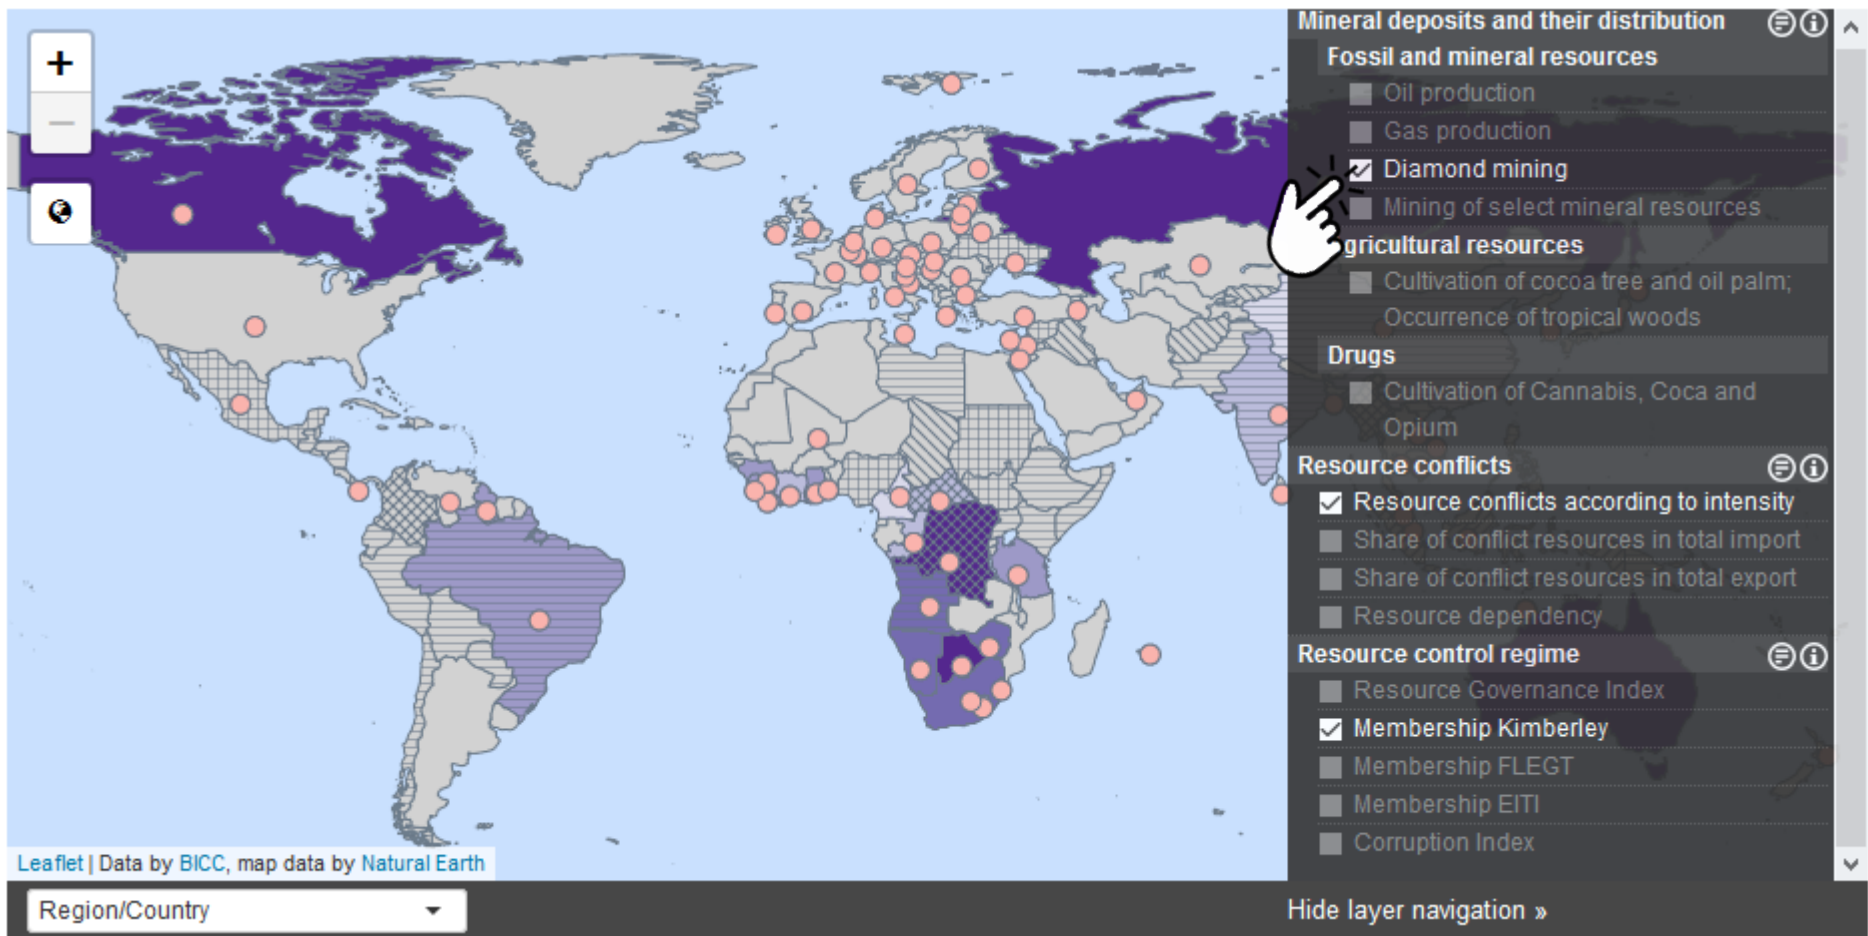 Mineral deposits and their distribution
Fossil and mineral resources
Oil production
Gas production
Diamond mining
Mining of select mineral resources
gricultural resources
Cultivation of cocoa tree and oil palm;
Occurrence of tropical woods
Drugs
Cultivation of Cannabis, Coca and
Opium
Resource conflicts
Resource conflicts according to intensity
Share of conflict resources in total import
Share of conflict resources in total export
Resource dependency
Resource control regime
Resource Governance Index
Membership Kimberley
Membership FLEGT
Membership EITI
Corruption Index
Leaflet | Data by BICC, map data by Natural Earth
Region/Country
Hide layer navigation »